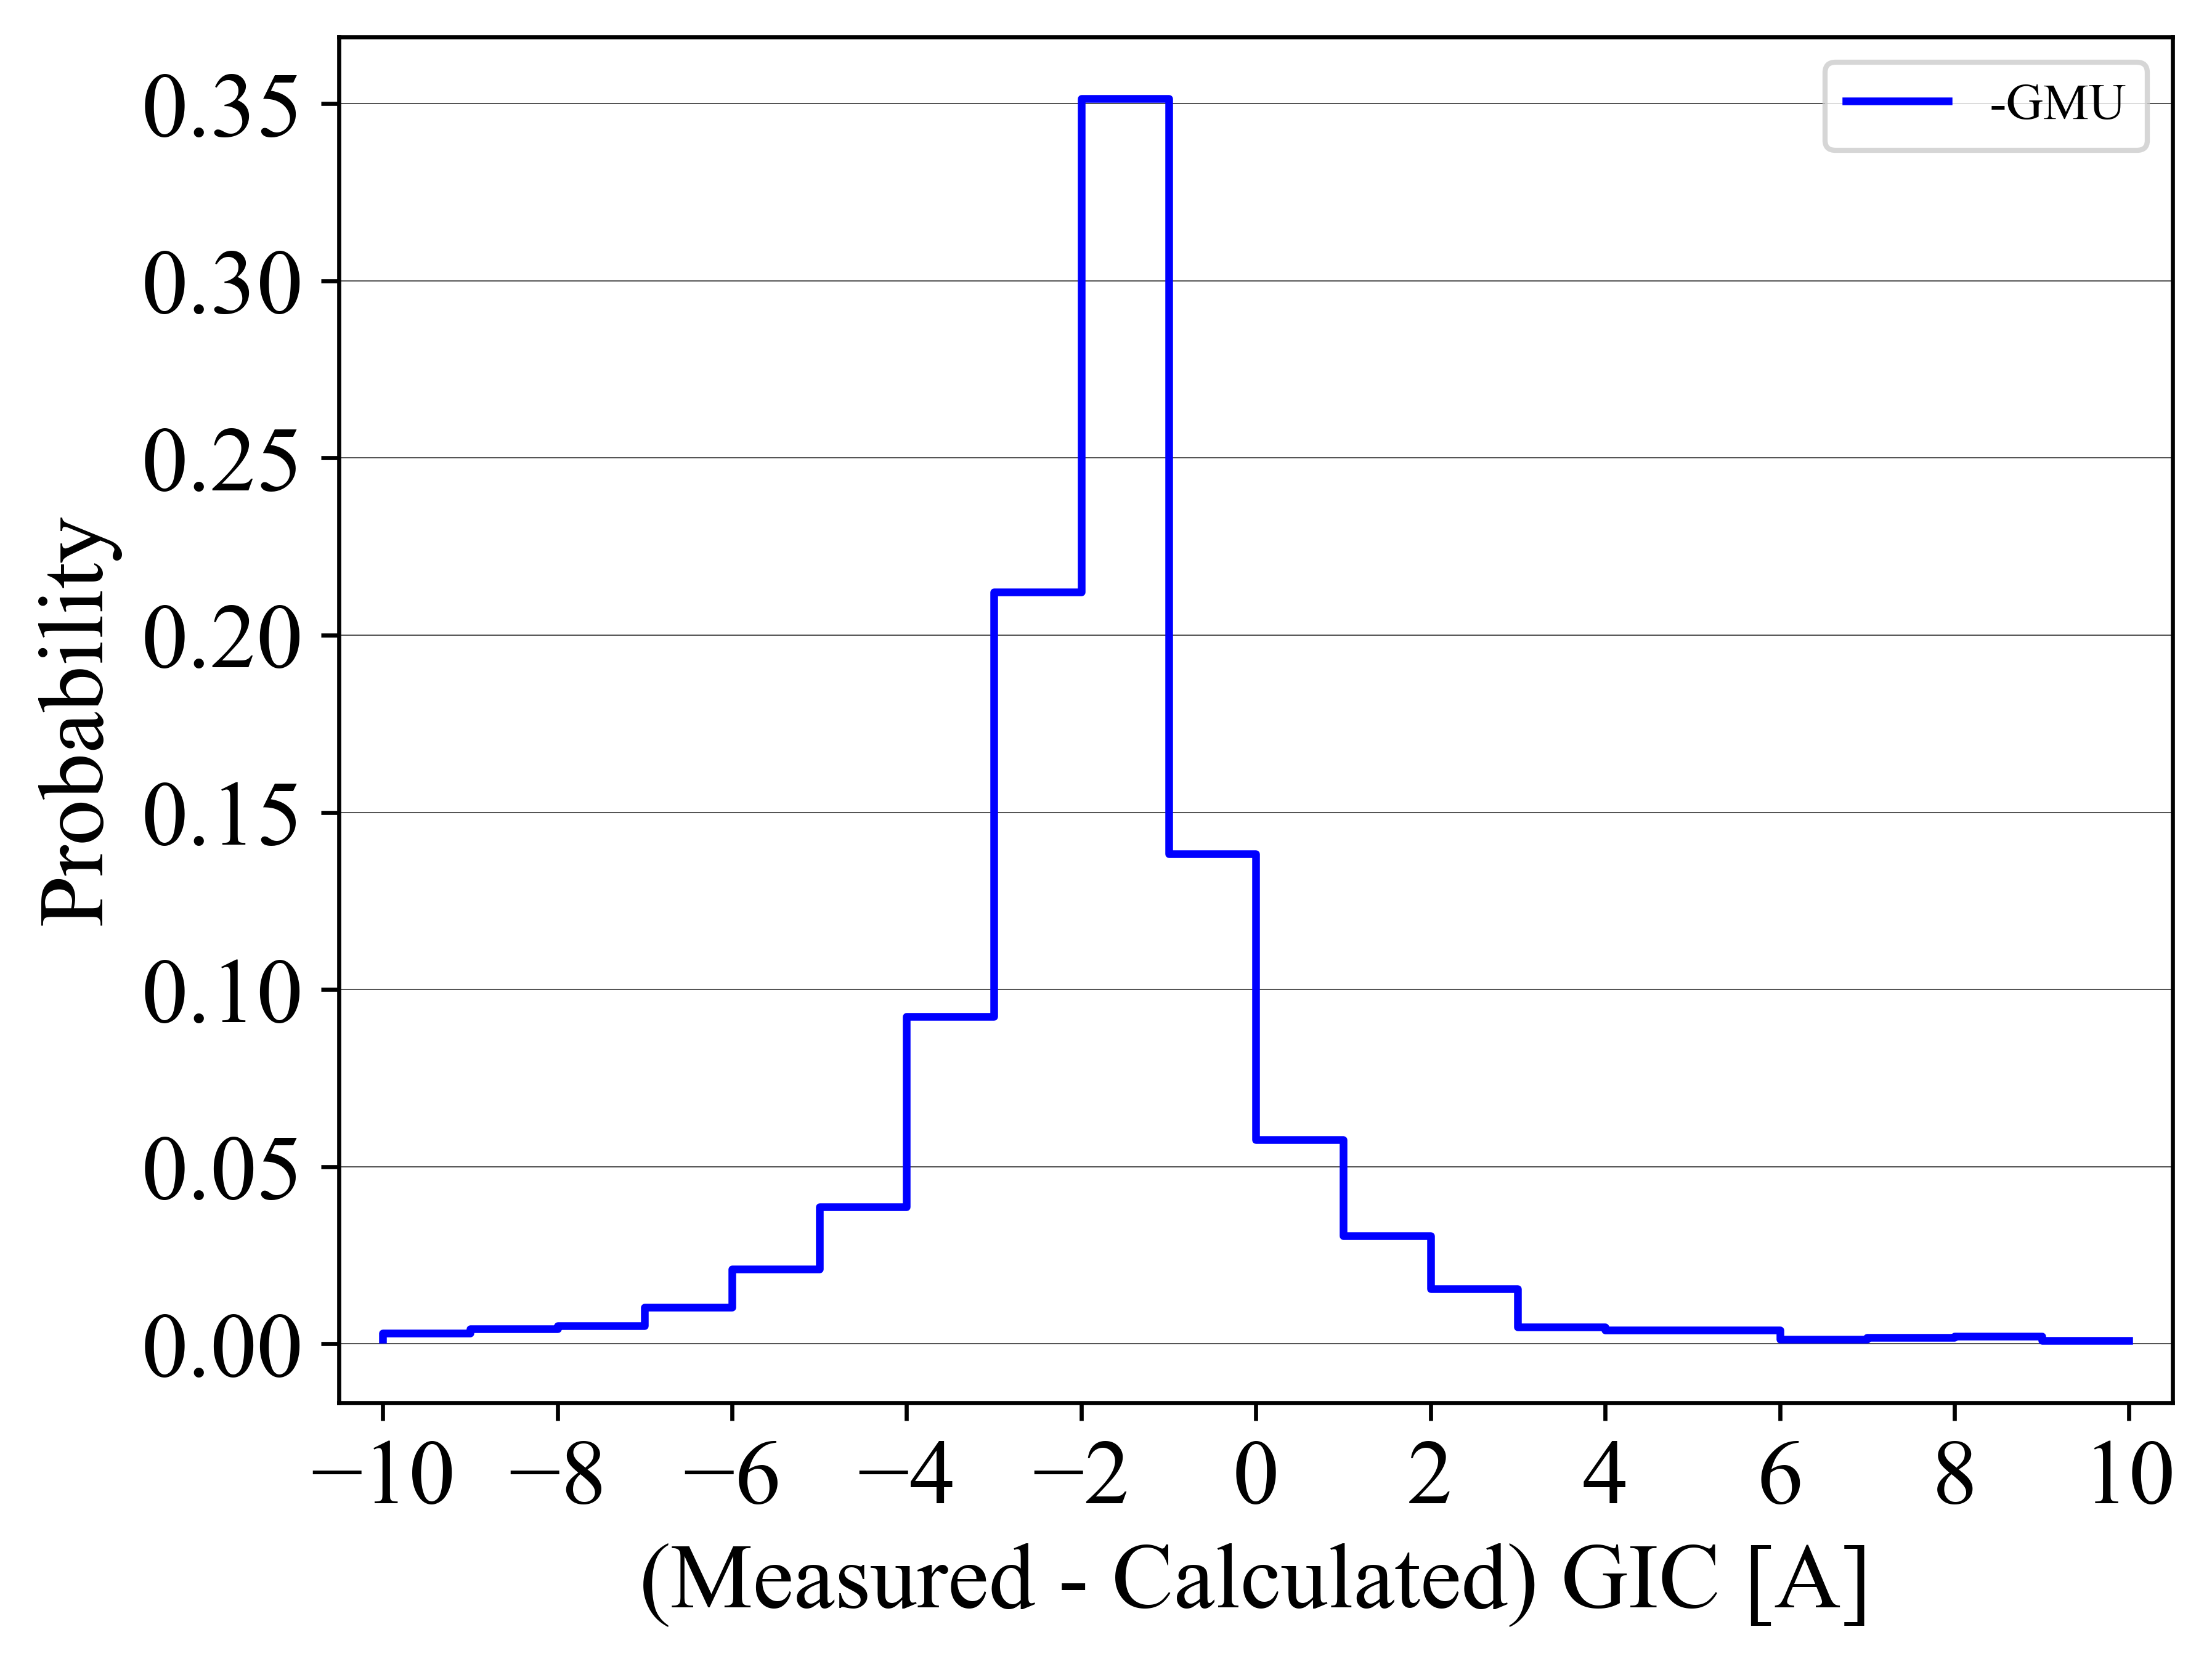 -GMU
0.35
0.30
0.25
0.20
0.15
0.10
0.05
0.00
Probability
−10 −8 −6 −4 −2 0 2 4 6 8 10
(Measured - Calculated) GIC [A]